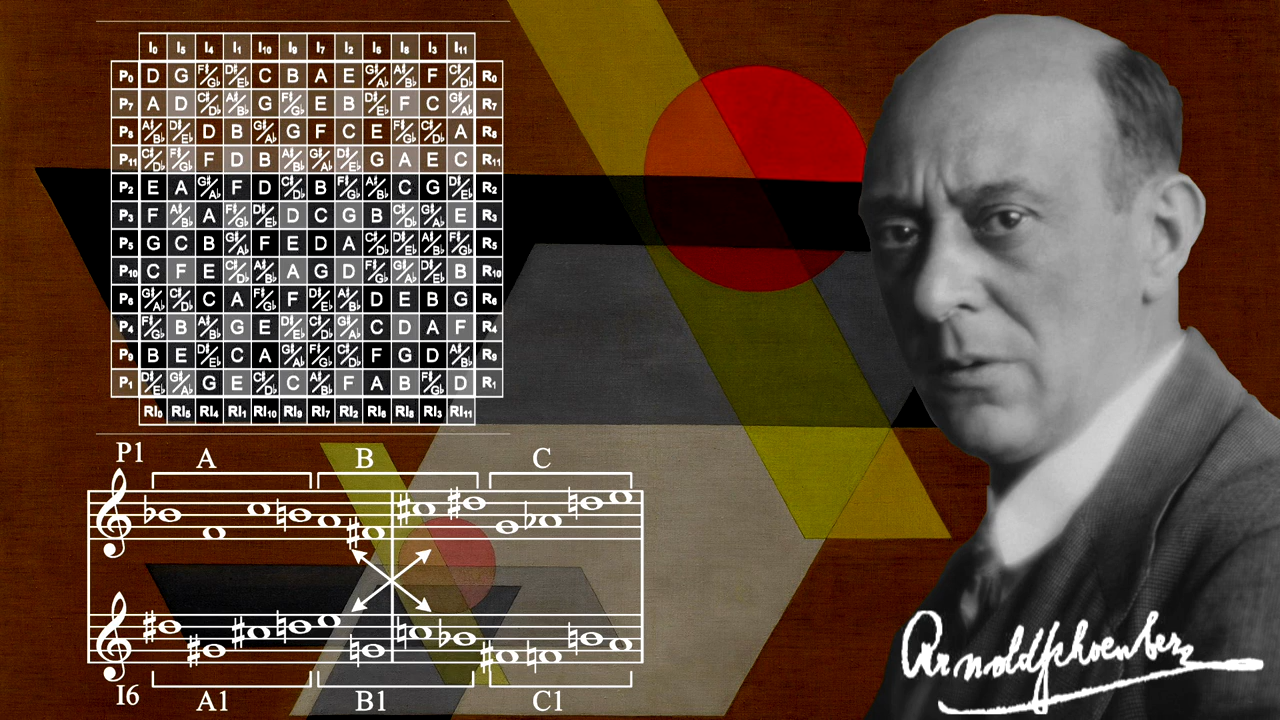 I₀ I₅ I₄ I₁ I₁₀ I₉ I₇ I₂ I₆ I₈ I₃ I₁₁
P₀ D G F♯/G♭ D♯/E♭ C B A E G♯/A♭ A♯/B♭ F C♯/D♭ R₀
P₇ A D C♯/D♭ A♯/B♭ G F♯/G♭ E B D♯/E♭ F C G♯/A♭ R₇
P₈ A♯/B♭ D♯/E♭ D B G♯/A♭ G F C E F♯/G♭ C♯/D♭ A R₈
P₁₁ C♯/D♭ F♯/G♭ F D B A♯/B♭ G♯/A♭ D♯/E♭ G A E C R₁₁
P₂ E A G♯/A♭ F D C♯/D♭ B F♯/G♭ A♯/B♭ C G D♯/E♭ R₂
P₃ F A♯/B♭ A F♯/G♭ D♯/E♭ D C G B C♯/D♭ G♯/A♭ E R₃
P₅ G C B G♯/A♭ F E D A C♯/D♭ D♯/E♭ A♯/B♭ F♯/G♭ R₅
P₁₀ C F E C♯/D♭ A♯/B♭ A G D F♯/G♭ G♯/A♭ D♯/E♭ B R₁₀
P₆ G♯/A♭ C♯/D♭ C A F♯/G♭ F D♯/E♭ A♯/B♭ D E B G R₆
P₄ F♯/G♭ B A♯/B♭ G E D♯/E♭ C♯/D♭ G♯/A♭ C D A F R₄
P₉ B E D♯/E♭ C A G♯/A♭ F♯/G♭ C♯/D♭ F G D A♯/B♭ R₉
P₁ D♯/E♭ G♯/A♭ G E C♯/D♭ C A♯/B♭ F A B F♯/G♭ D R₁
RI₀ RI₅ RI₄ RI₁ RI₁₀ RI₉ RI₇ RI₂ RI₆ RI₈ RI₃ RI₁₁
P1 A B C
I6 A1 B1 C1
Arnold Schoenberg